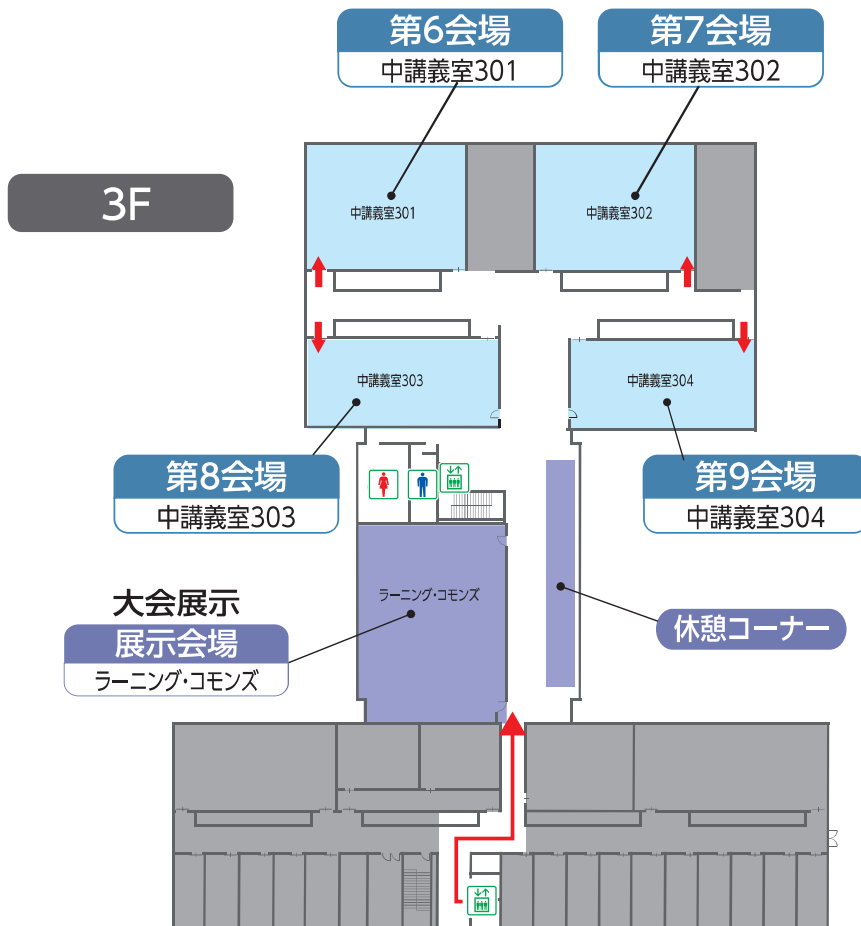 第6会場
中講義室301
第7会場
中講義室302
3F
中講義室301
中講義室302
中講義室303
中講義室304
第8会場
中講義室303
第9会場
中講義室304
大会展示
展示会場
ラーニング・コモンズ
ラーニング・コモンズ
休憩コーナー